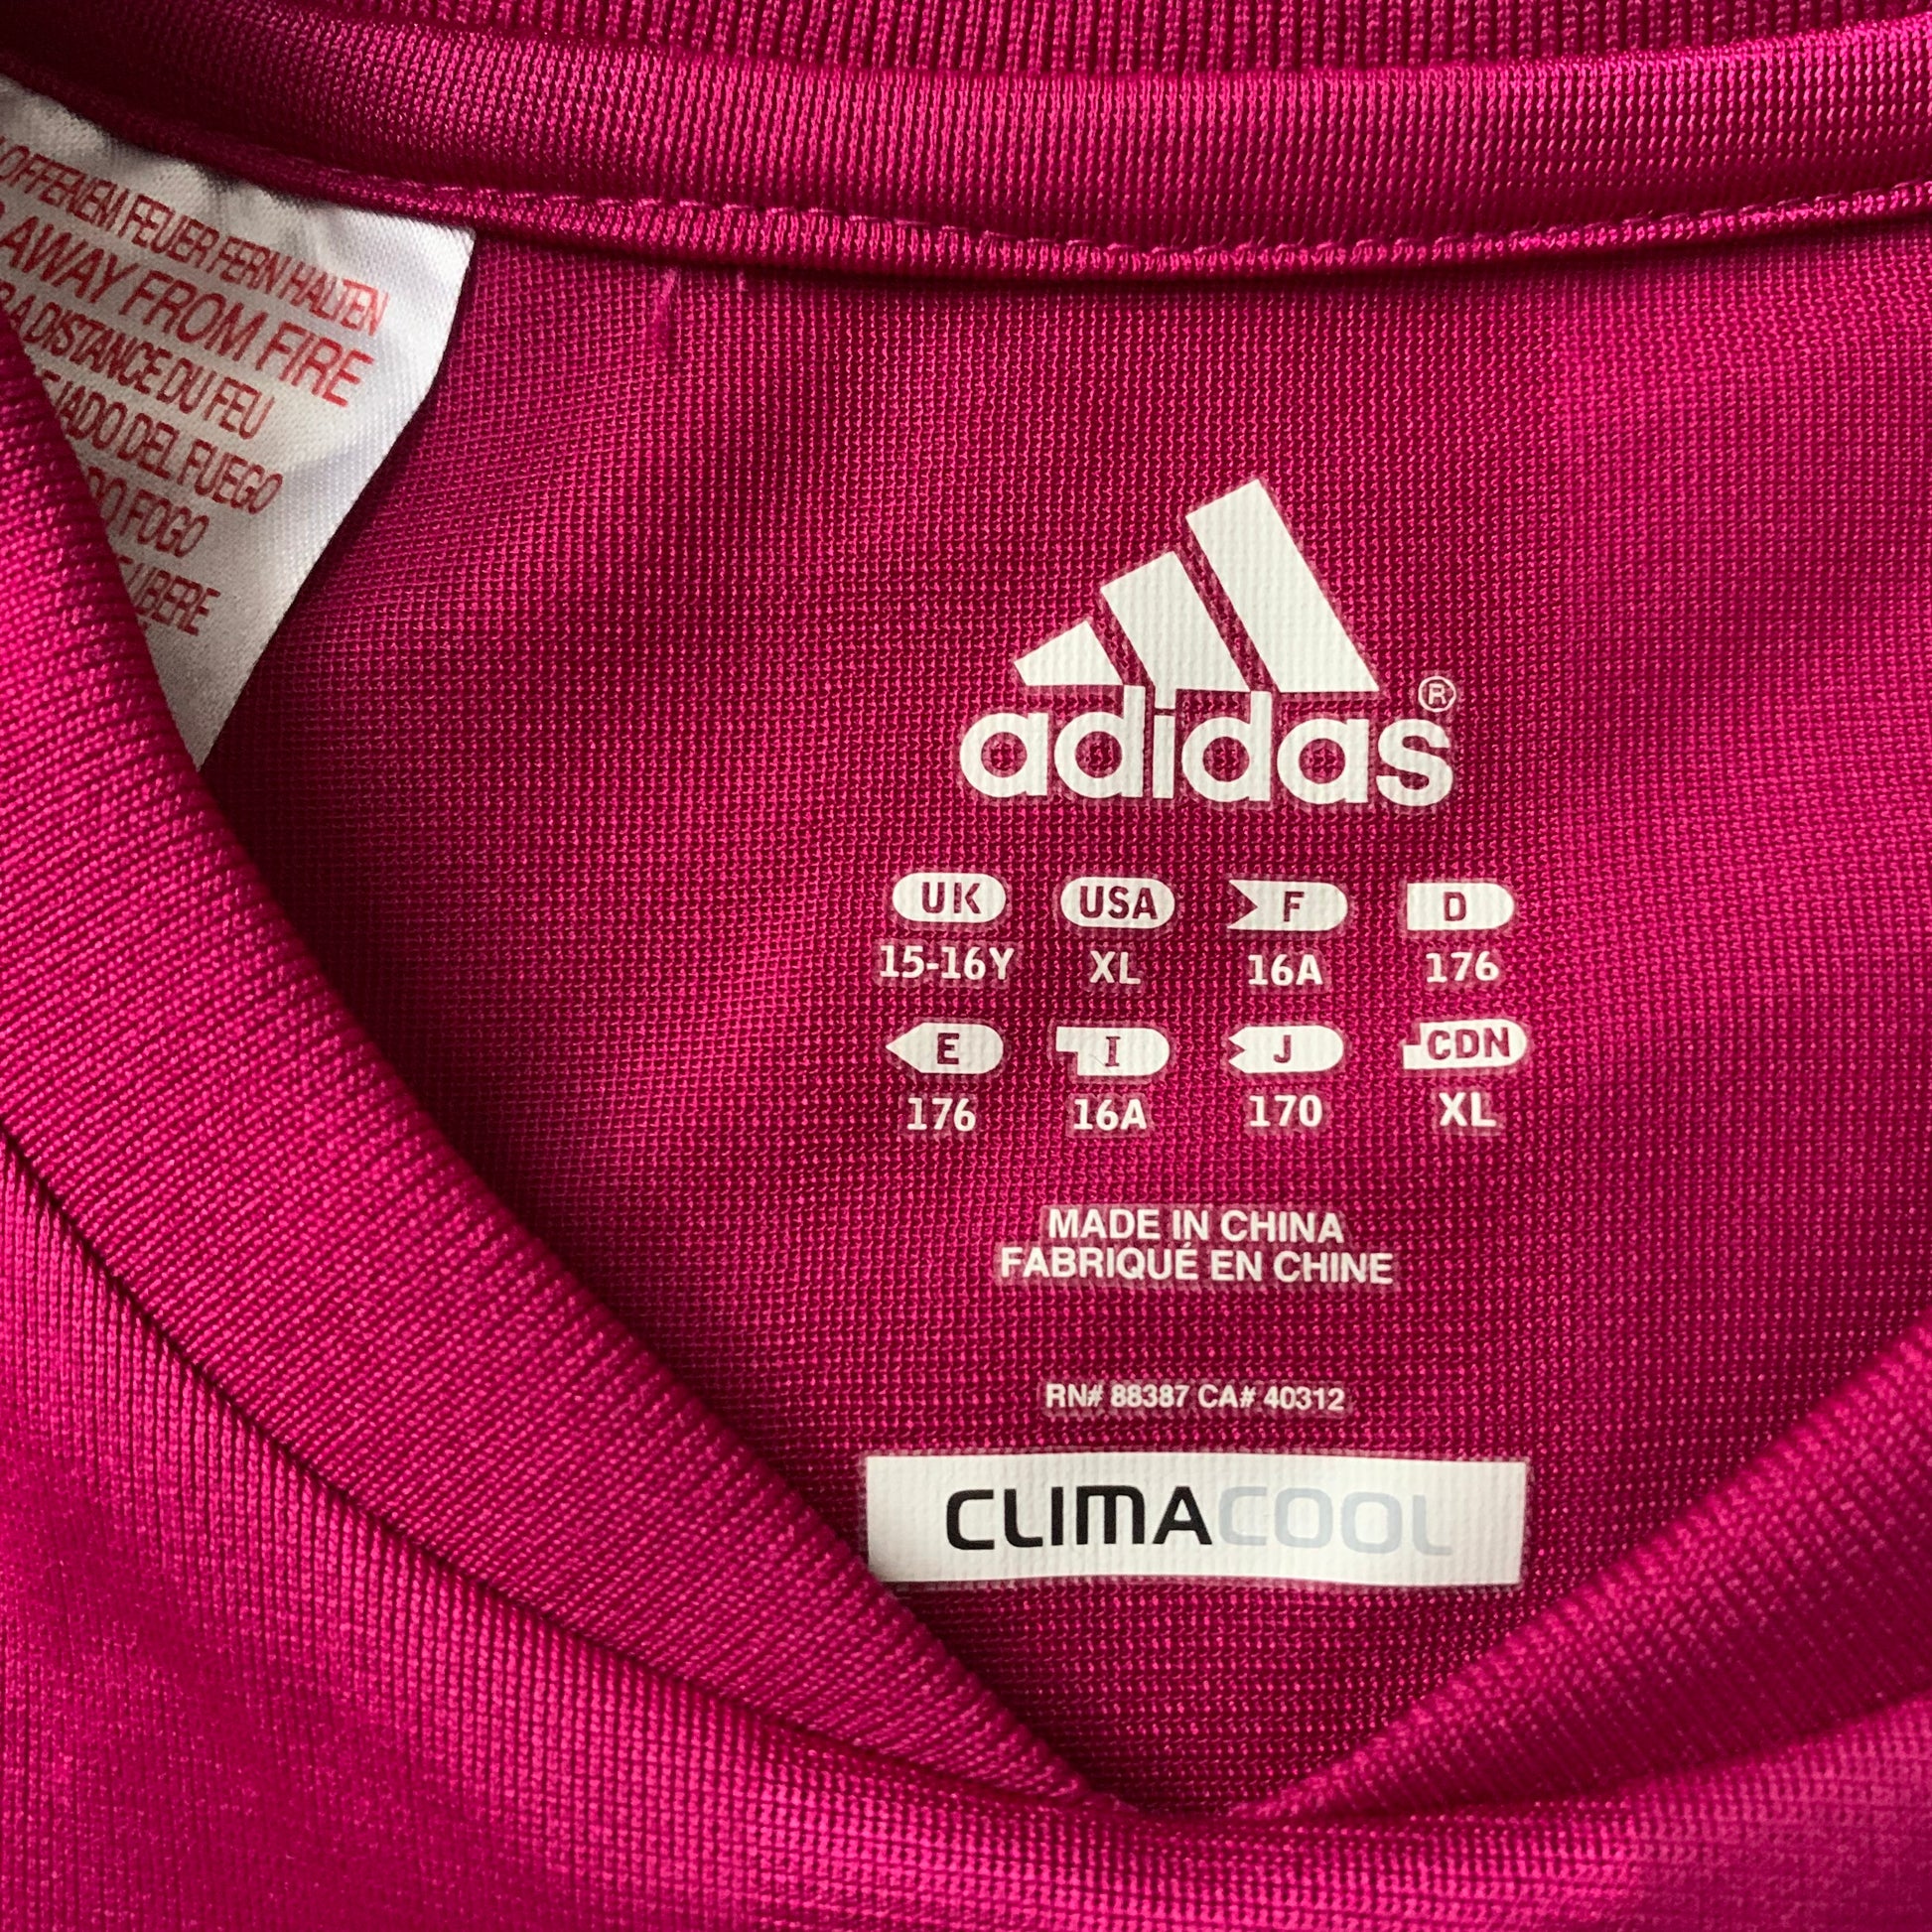 OFFENEM FEUER FERN HALTEN
AWAY FROM FIRE
DISTANCE DU FEU
DEL FUEGO
FOGO
adidas®
UK USA F D
15-16Y XL 16A 176
E I J CDN
176 16A 170 XL
MADE IN CHINA
FABRIQUÉ EN CHINE
RN# 88387 CA# 40312
CLIMACOOL